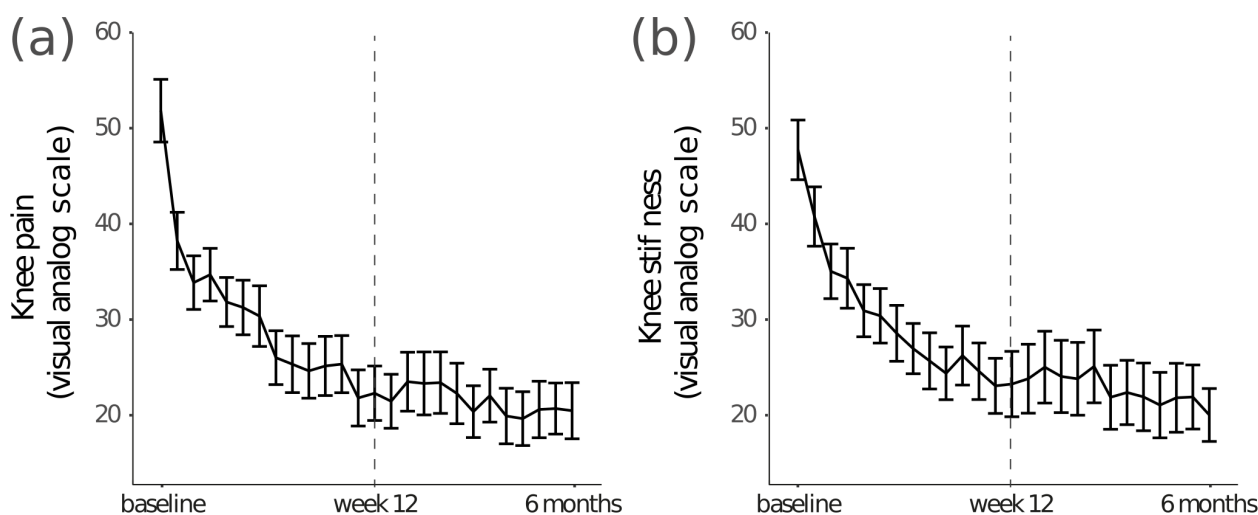 (a)
Knee pain
(visual analog scale)
60
50
40
30
20
baseline
week 12
6 months
(b)
Knee stif ness
(visual analog scale)
60
50
40
30
20
baseline
week 12
6 months